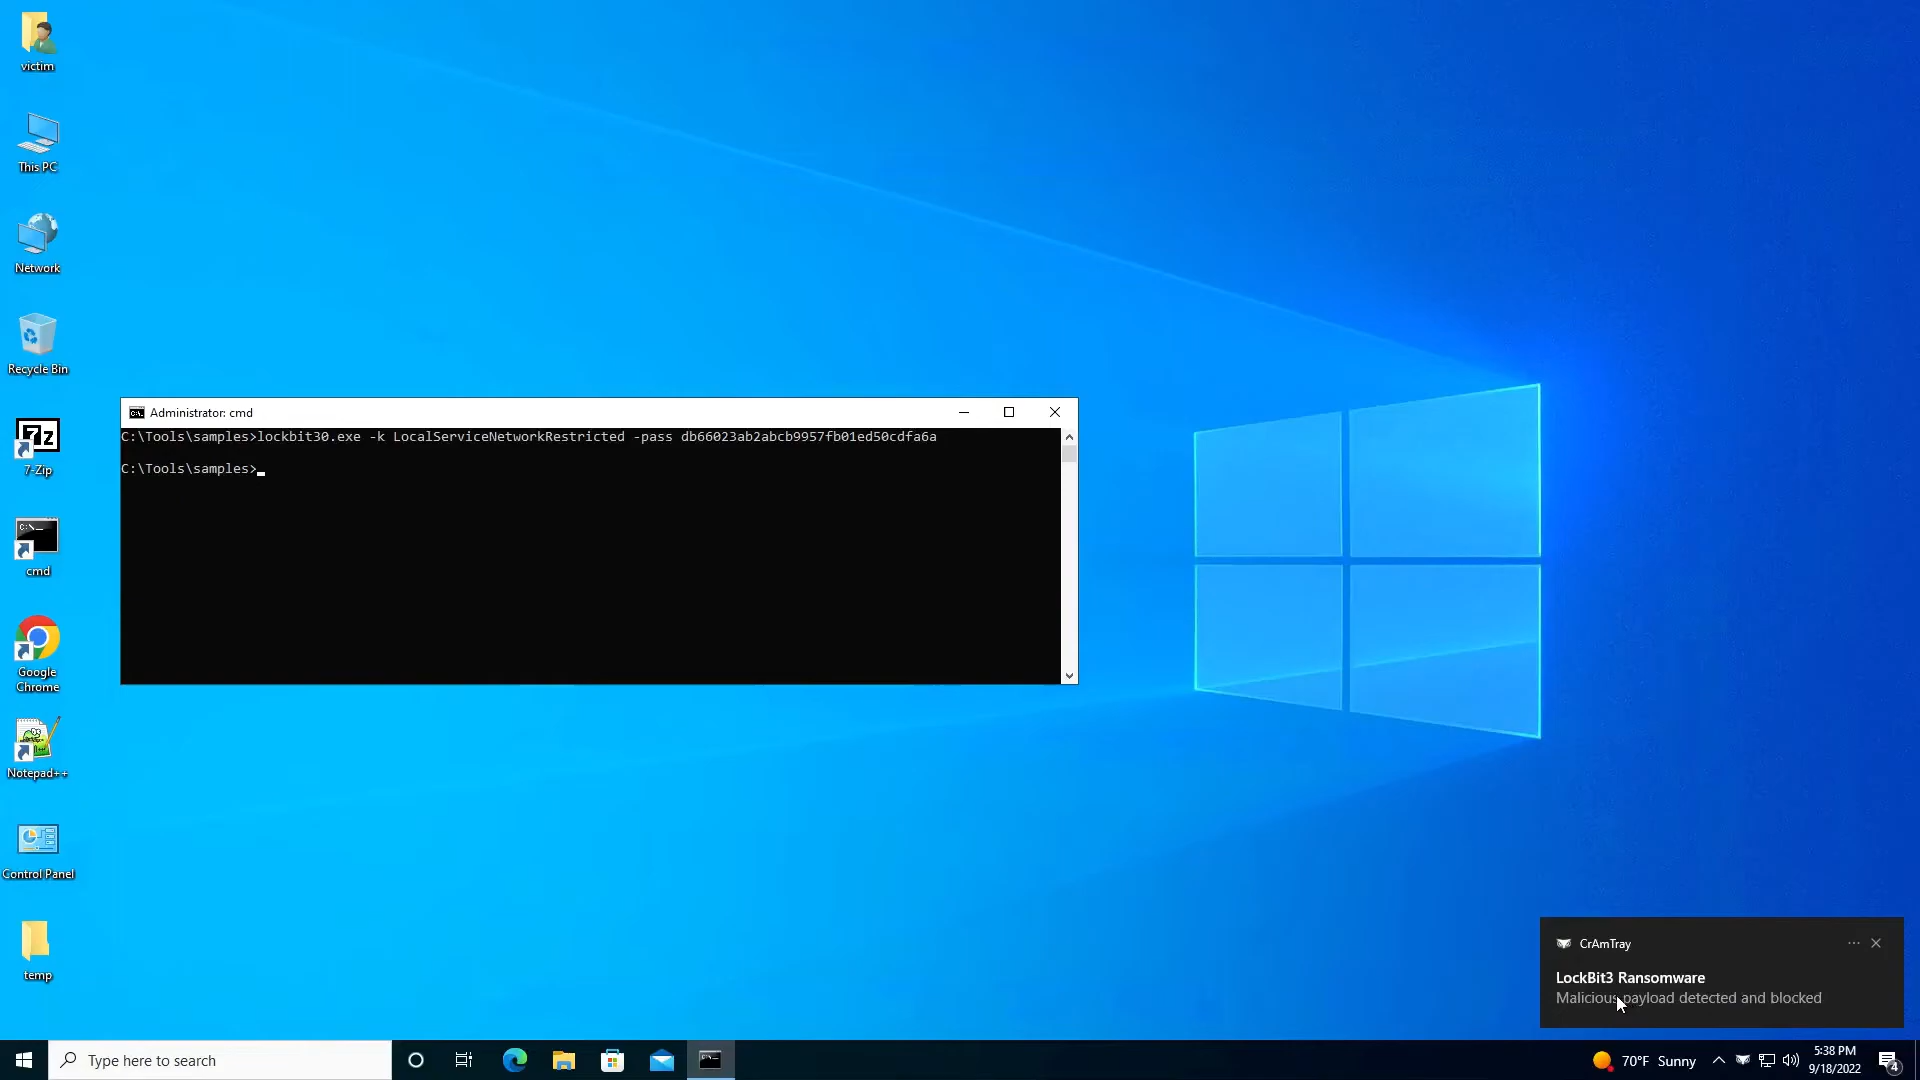 victim
This PC
Network
Recycle Bin
7-Zip
cmd
Google
Chrome
Notepad++
Control Panel
temp
Administrator: cmd
C:\Tools\samples>lockbit30.exe -k LocalServiceNetworkRestricted -pass db66023ab2abcb9957fb01ed50cdfa6a
C:\Tools\samples>
CrAmTray
LockBit3 Ransomware
Malicious payload detected and blocked
Type here to search
70°F Sunny
5:38 PM
9/18/2022
4